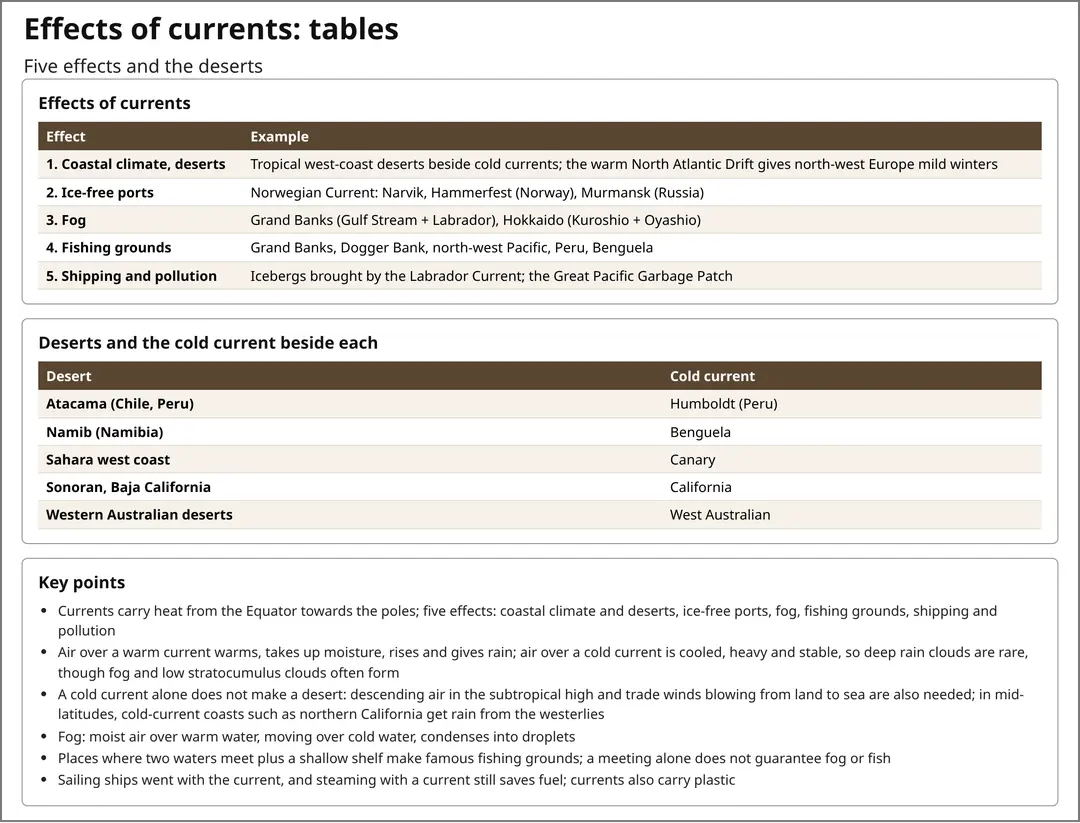 Effects of currents: tables
Five effects and the deserts
Effects of currents
Effect Example
1. Coastal climate, deserts Tropical west-coast deserts beside cold currents; the warm North Atlantic Drift gives north-west Europe mild winters
2. Ice-free ports Norwegian Current: Narvik, Hammerfest (Norway), Murmansk (Russia)
3. Fog Grand Banks (Gulf Stream + Labrador), Hokkaido (Kuroshio + Oyashio)
4. Fishing grounds Grand Banks, Dogger Bank, north-west Pacific, Peru, Benguela
5. Shipping and pollution Icebergs brought by the Labrador Current; the Great Pacific Garbage Patch
Deserts and the cold current beside each
Desert Cold current
Atacama (Chile, Peru) Humboldt (Peru)
Namib (Namibia) Benguela
Sahara west coast Canary
Sonoran, Baja California California
Western Australian deserts West Australian
Key points
• Currents carry heat from the Equator towards the poles; five effects: coastal climate and deserts, ice-free ports, fog, fishing grounds, shipping and
pollution
• Air over a warm current warms, takes up moisture, rises and gives rain; air over a cold current is cooled, heavy and stable, so deep rain clouds are rare,
though fog and low stratocumulus clouds often form
• A cold current alone does not make a desert: descending air in the subtropical high and trade winds blowing from land to sea are also needed; in mid-
latitudes, cold-current coasts such as northern California get rain from the westerlies
• Fog: moist air over warm water, moving over cold water, condenses into droplets
• Places where two waters meet plus a shallow shelf make famous fishing grounds; a meeting alone does not guarantee fog or fish
• Sailing ships went with the current, and steaming with a current still saves fuel; currents also carry plastic